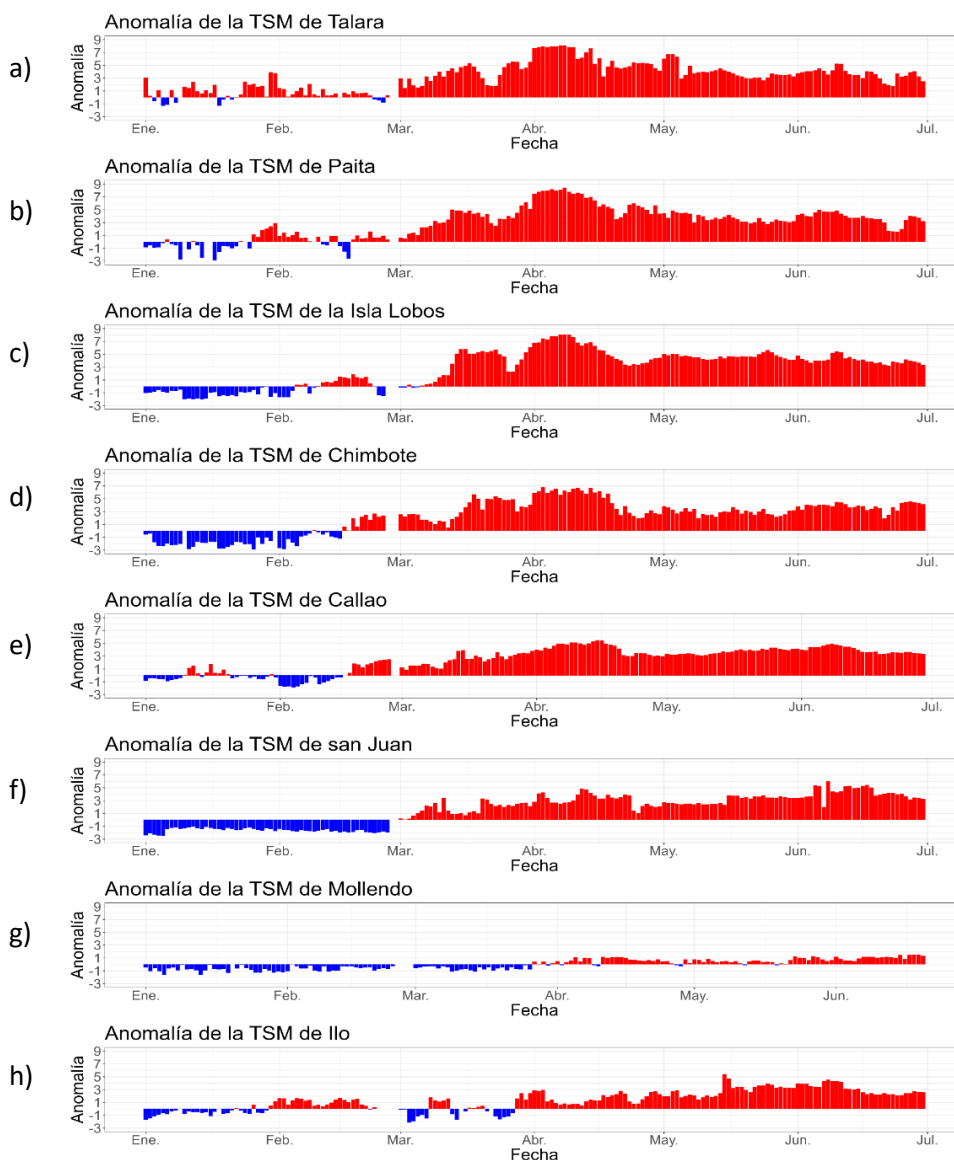 Anomalía de la TSM de Talara
a)
Anomalía
9
7
5
3
1
-1
-3
Ene. Feb. Mar. Abr. May. Jun. Jul.
Fecha
Anomalía de la TSM de Paita
b)
Anomalía
9
7
5
3
1
-1
-3
Ene. Feb. Mar. Abr. May. Jun. Jul.
Fecha
Anomalía de la TSM de la Isla Lobos
c)
Anomalía
9
7
5
3
1
-1
-3
Ene. Feb. Mar. Abr. May. Jun. Jul.
Fecha
Anomalía de la TSM de Chimbote
d)
Anomalía
9
7
5
3
1
-1
-3
Ene. Feb. Mar. Abr. May. Jun. Jul.
Fecha
Anomalía de la TSM de Callao
e)
Anomalía
9
7
5
3
1
-1
-3
Ene. Feb. Mar. Abr. May. Jun. Jul.
Fecha
Anomalía de la TSM de san Juan
f)
Anomalía
9
7
5
3
1
-1
-3
Ene. Feb. Mar. Abr. May. Jun. Jul.
Fecha
Anomalía de la TSM de Mollendo
g)
Anomalía
9
7
5
3
1
-1
-3
Ene. Feb. Mar. Abr. May. Jun.
Fecha
Anomalía de la TSM de Ilo
h)
Anomalía
9
7
5
3
1
-1
-3
Ene. Feb. Mar. Abr. May. Jun. Jul.
Fecha